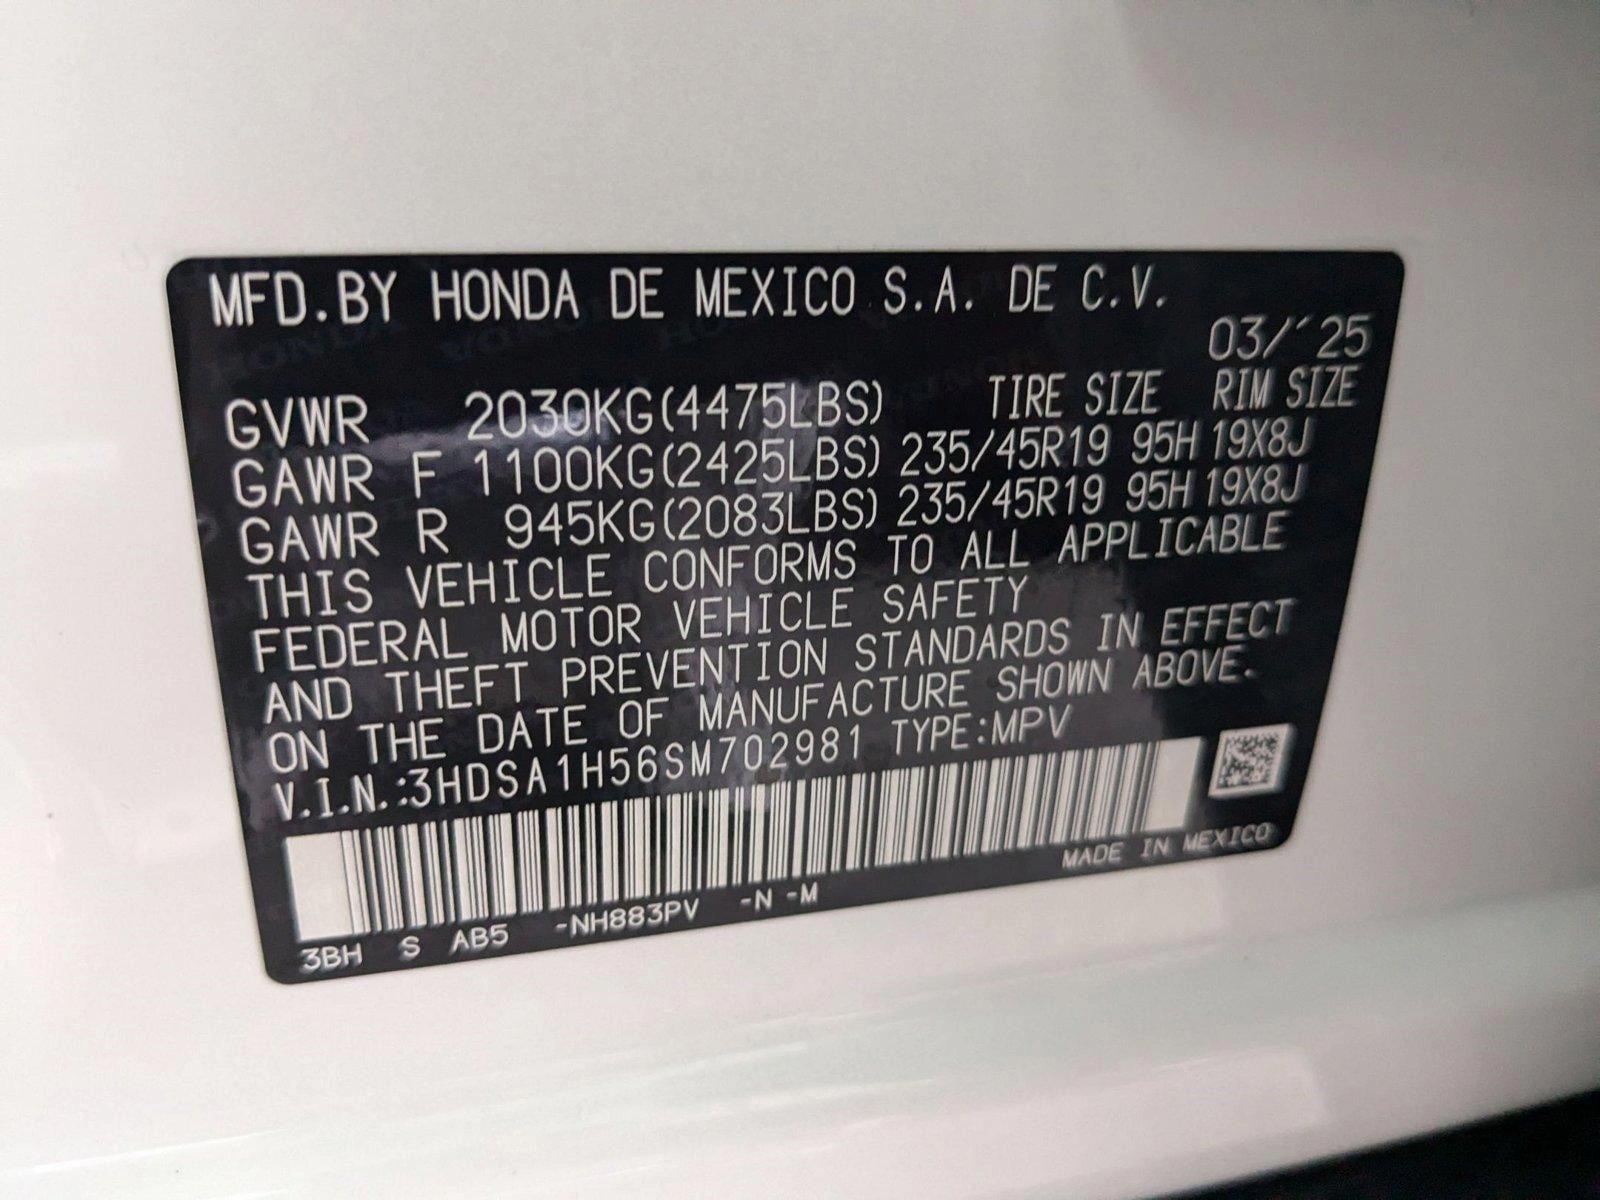 MFD.BY HONDA DE MEXICO S.A. DE C.V.
03/'25
GVWR 2030KG(4475LBS) TIRE SIZE RIM SIZE
GAWR F 1100KG(2425LBS) 235/45R19 95H 19X8J
GAWR R 945KG(2083LBS) 235/45R19 95H 19X8J
THIS VEHICLE CONFORMS TO ALL APPLICABLE
FEDERAL MOTOR VEHICLE SAFETY
AND THEFT PREVENTION STANDARDS IN EFFECT
ON THE DATE OF MANUFACTURE SHOWN ABOVE.
V.I.N.:3HDSA1H56SM702981 TYPE:MPV
MADE IN MEXICO
3BH S AB5 -NH883PV -N -M